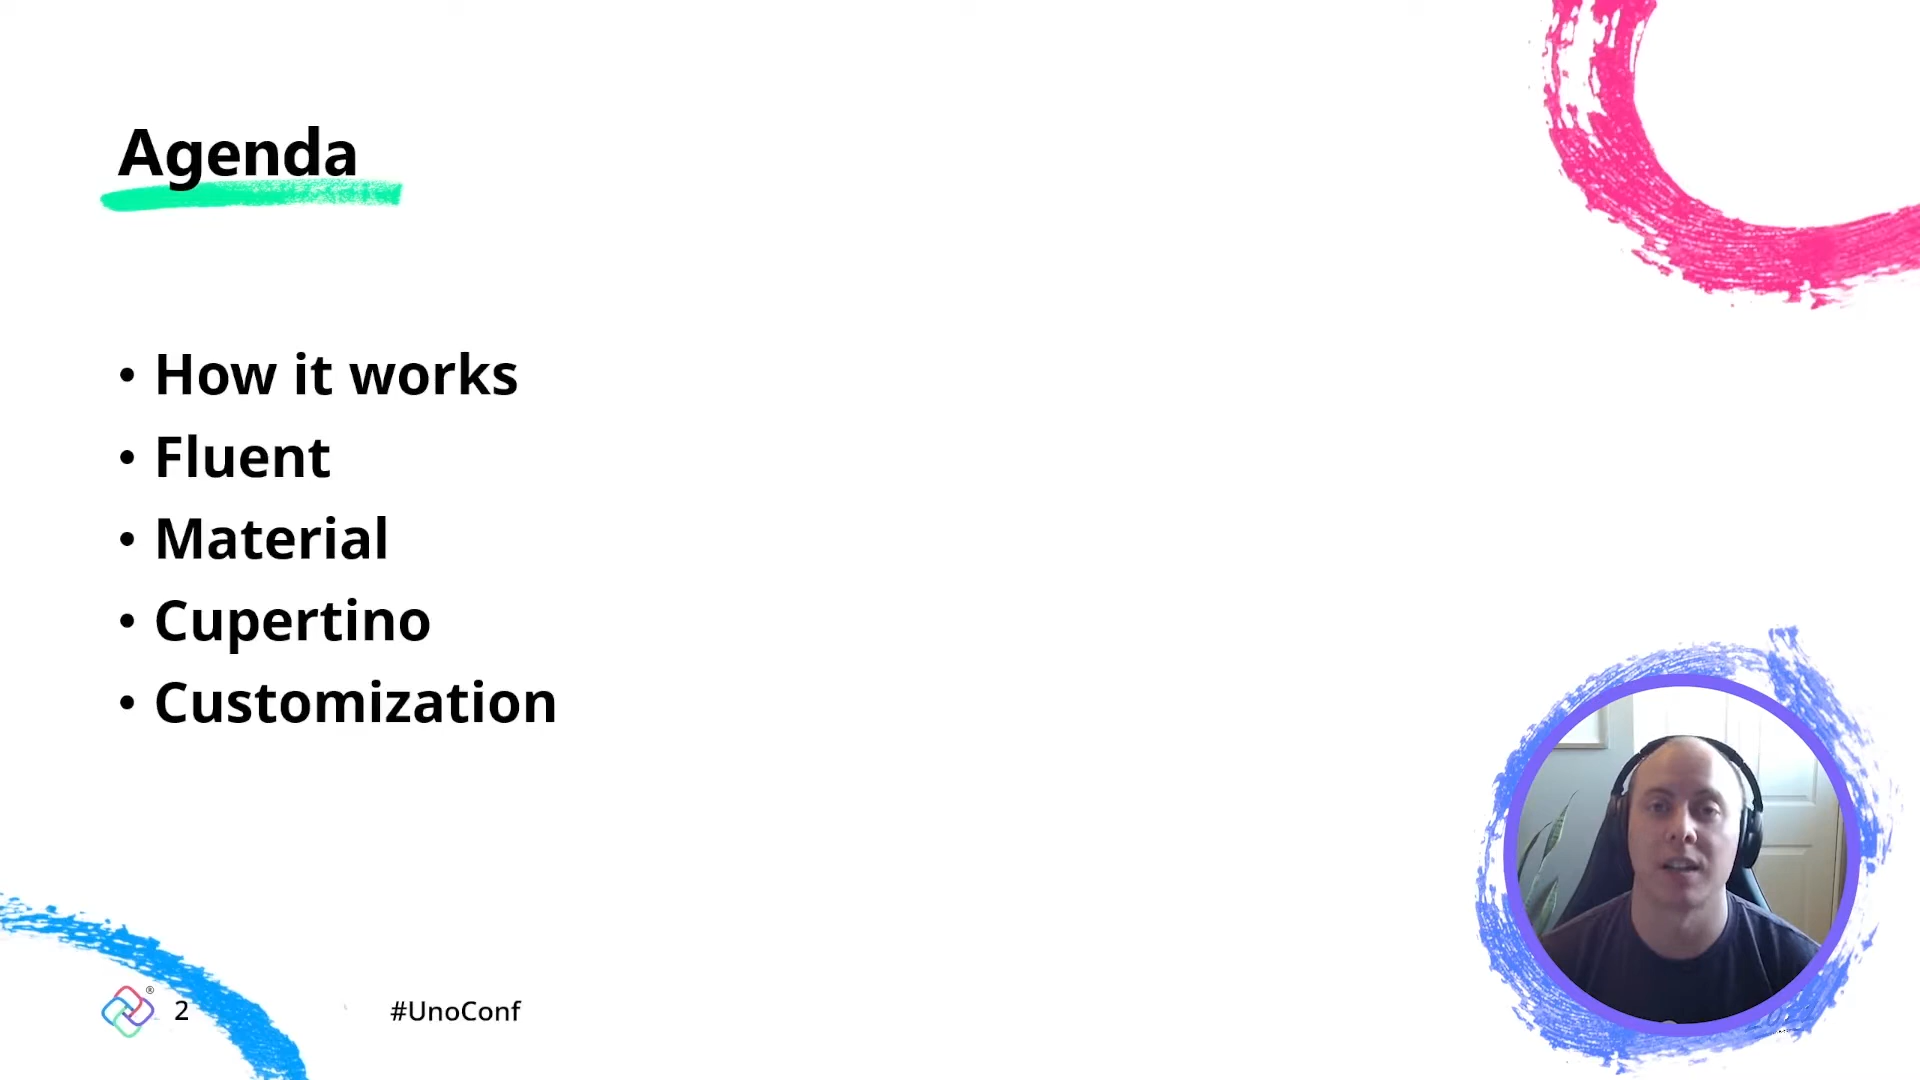 Agenda
• How it works
• Fluent
• Material
• Cupertino
• Customization
® 2 #UnoConf